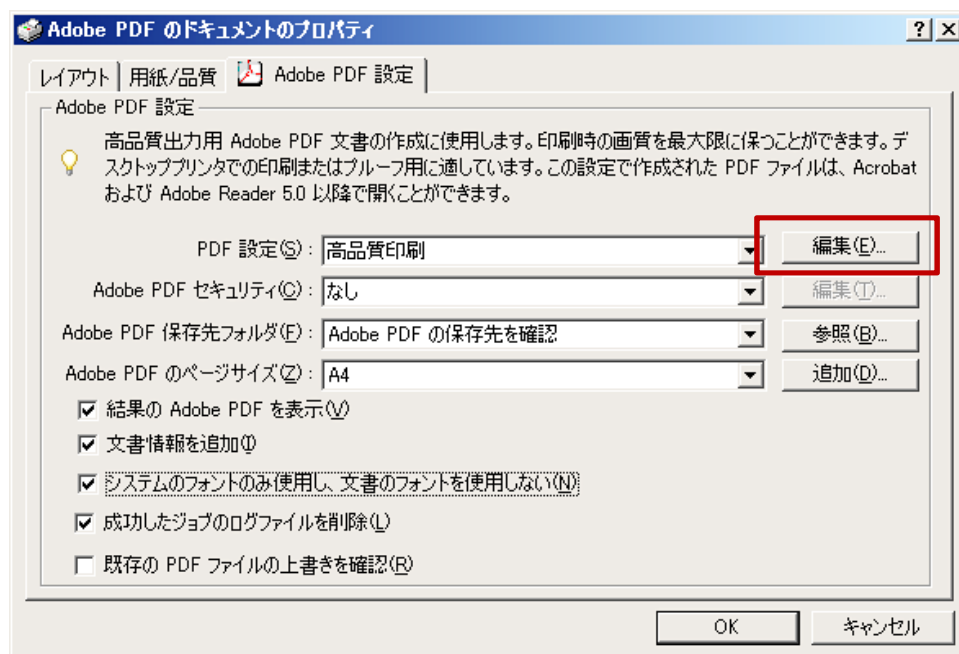 Adobe PDF のドキュメントのプロパティ
レイアウト 用紙/品質 Adobe PDF 設定
Adobe PDF 設定
高品質出力用 Adobe PDF 文書の作成に使用します。印刷時の画質を最大限に保つことができます。デ
スクトッププリンタでの印刷またはプルーフ用に適しています。この設定で作成された PDF ファイルは、Acrobat
および Adobe Reader 5.0 以降で開くことができます。
PDF 設定(S) : 高品質印刷 編集(E)...
Adobe PDF セキュリティ(C) : なし 編集(T)...
Adobe PDF 保存先フォルダ(F) : Adobe PDF の保存先を確認 参照(B)...
Adobe PDF のページサイズ(Z) : A4 追加(D)...
結果の Adobe PDF を表示(V)
文書情報を追加(I)
システムのフォントのみ使用し、文書のフォントを使用しない(N)
成功したジョブのログファイルを削除(L)
既存の PDF ファイルの上書きを確認(R)
OK キャンセル